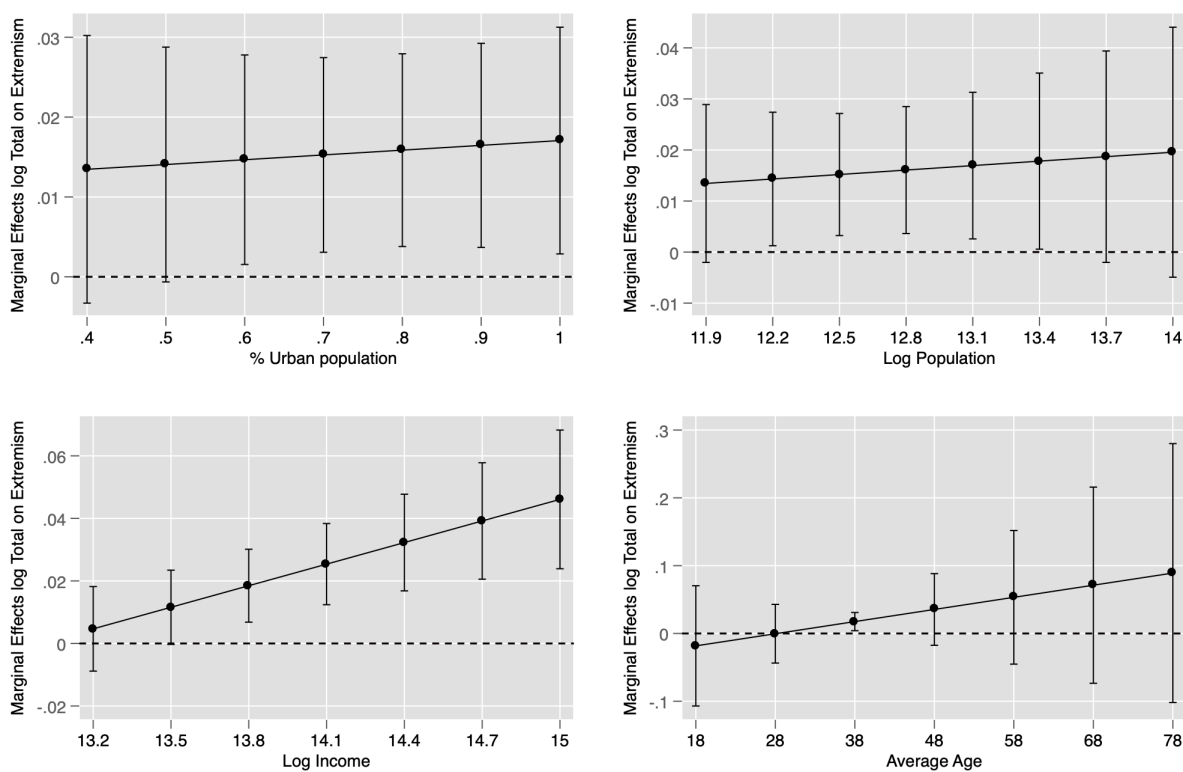 Marginal Effects log Total on Extremism
.03
.02
.01
0
.4 .5 .6 .7 .8 .9 1
% Urban population
Marginal Effects log Total on Extremism
.04
.03
.02
.01
0
-.01
11.9 12.2 12.5 12.8 13.1 13.4 13.7 14
Log Population
Marginal Effects log Total on Extremism
.06
.04
.02
0
-.02
13.2 13.5 13.8 14.1 14.4 14.7 15
Log Income
Marginal Effects log Total on Extremism
.3
.2
.1
0
-.1
18 28 38 48 58 68 78
Average Age